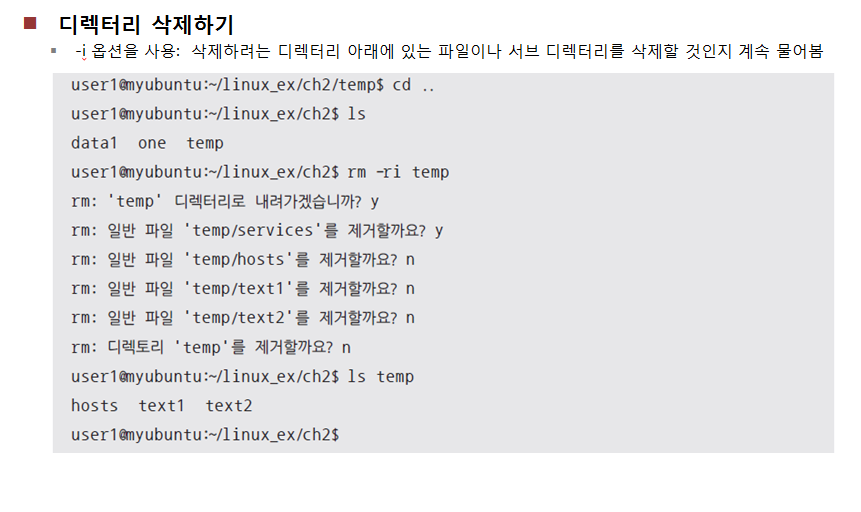 디렉터리 삭제하기
-i 옵션을 사용: 삭제하려는 디렉터리 아래에 있는 파일이나 서브 디렉터리를 삭제할 것인지 계속 물어봄
user1@myubuntu:~/linux_ex/ch2/temp$ cd ..
user1@myubuntu:~/linux_ex/ch2$ ls
data1  one  temp
user1@myubuntu:~/linux_ex/ch2$ rm -ri temp
rm: 'temp' 디렉터리로 내려가겠습니까? y
rm: 일반 파일 'temp/services'를 제거할까요? y
rm: 일반 파일 'temp/hosts'를 제거할까요? n
rm: 일반 파일 'temp/text1'를 제거할까요? n
rm: 일반 파일 'temp/text2'를 제거할까요? n
rm: 디렉토리 'temp'를 제거할까요? n
user1@myubuntu:~/linux_ex/ch2$ ls temp
hosts  text1  text2
user1@myubuntu:~/linux_ex/ch2$